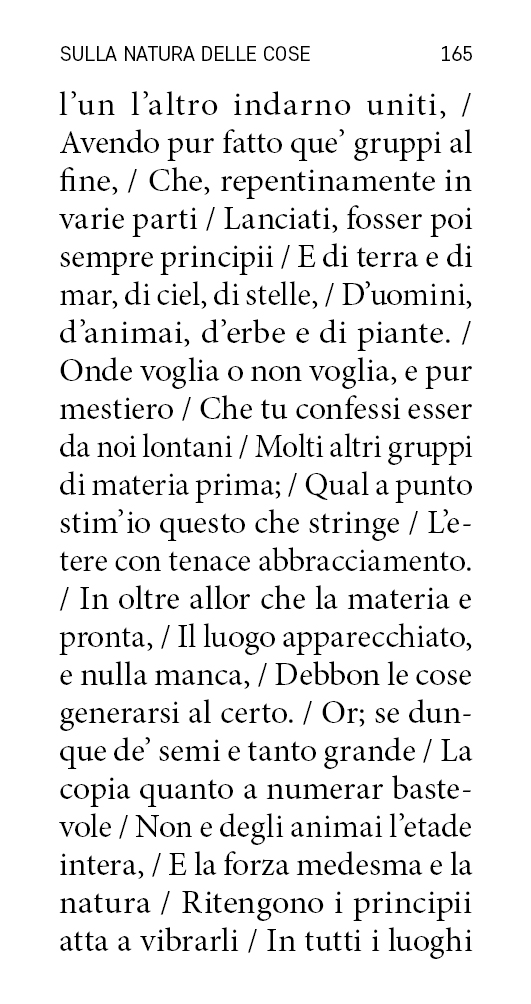 SULLA NATURA DELLE COSE 165
l’un l’altro indarno uniti, /
Avendo pur fatto que’ gruppi al
fine, / Che, repentinamente in
varie parti / Lanciati, fosser poi
sempre principii / E di terra e di
mar, di ciel, di stelle, / D’uomini,
d’animai, d’erbe e di piante. /
Onde voglia o non voglia, e pur
mestiero / Che tu confessi esser
da noi lontani / Molti altri gruppi
di materia prima; / Qual a punto
stim’io questo che stringe / L’e-
tere con tenace abbracciamento.
/ In oltre allor che la materia e
pronta, / Il luogo apparecchiato,
e nulla manca, / Debbon le cose
generarsi al certo. / Or; se dun-
que de’ semi e tanto grande / La
copia quanto a numerar baste-
vole / Non e degli animai l’etade
intera, / E la forza medesma e la
natura / Ritengono i principii
atta a vibrarli / In tutti i luoghi